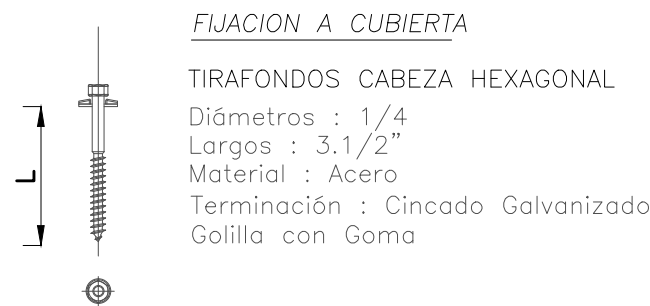 FIJACION A CUBIERTA
TIRAFONDOS CABEZA HEXAGONAL
Diámetros : 1/4
Largos : 3.1/2”
Material : Acero
Terminación : Cincado Galvanizado
Golilla con Goma
L